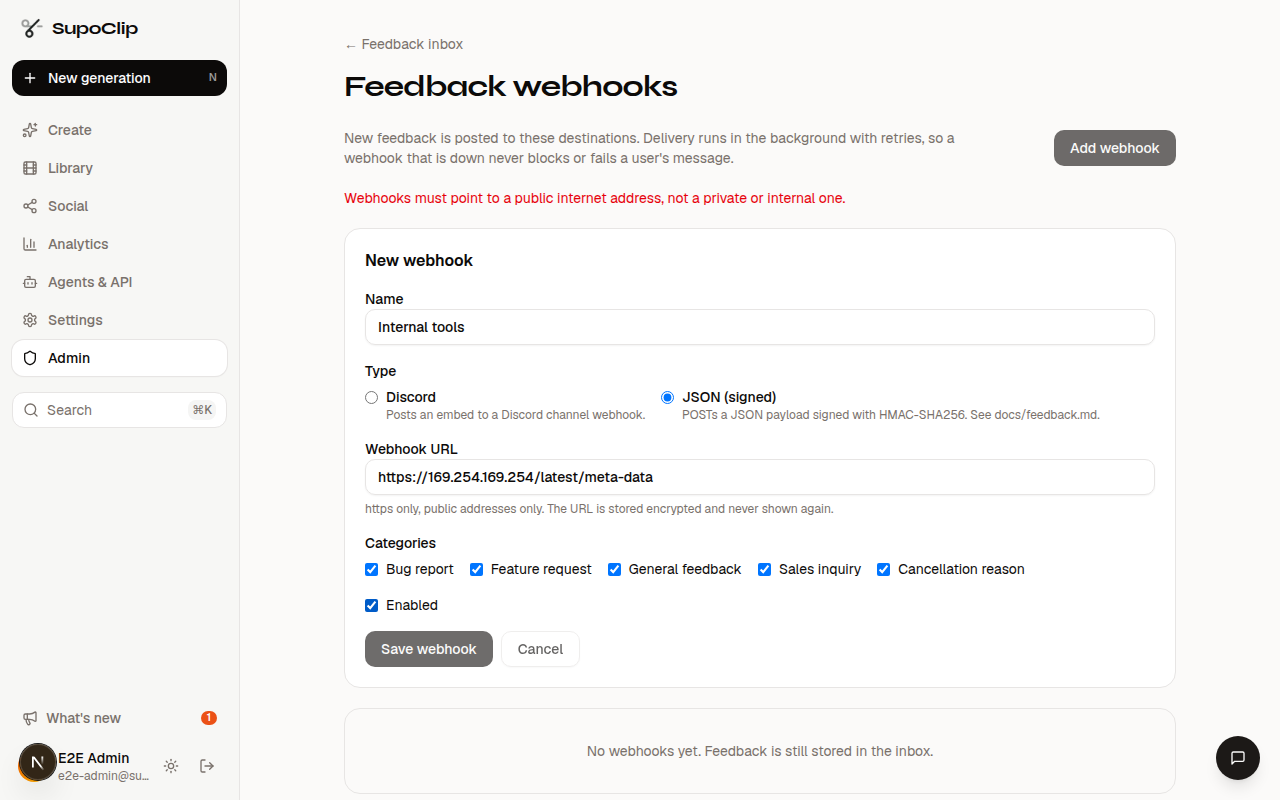 SupoClip
New generation N
Create
Library
Social
Analytics
Agents & API
Settings
Admin
Search ⌘K
What's new 1
N
E2E Admin
e2e-admin@su...
← Feedback inbox
Feedback webhooks
New feedback is posted to these destinations. Delivery runs in the background with retries, so a
webhook that is down never blocks or fails a user's message.
Add webhook
Webhooks must point to a public internet address, not a private or internal one.
New webhook
Name
Internal tools
Type
Discord
Posts an embed to a Discord channel webhook.
JSON (signed)
POSTs a JSON payload signed with HMAC-SHA256. See docs/feedback.md.
Webhook URL
https://169.254.169.254/latest/meta-data
https only, public addresses only. The URL is stored encrypted and never shown again.
Categories
Bug report Feature request General feedback Sales inquiry Cancellation reason
Enabled
Save webhook Cancel
No webhooks yet. Feedback is still stored in the inbox.